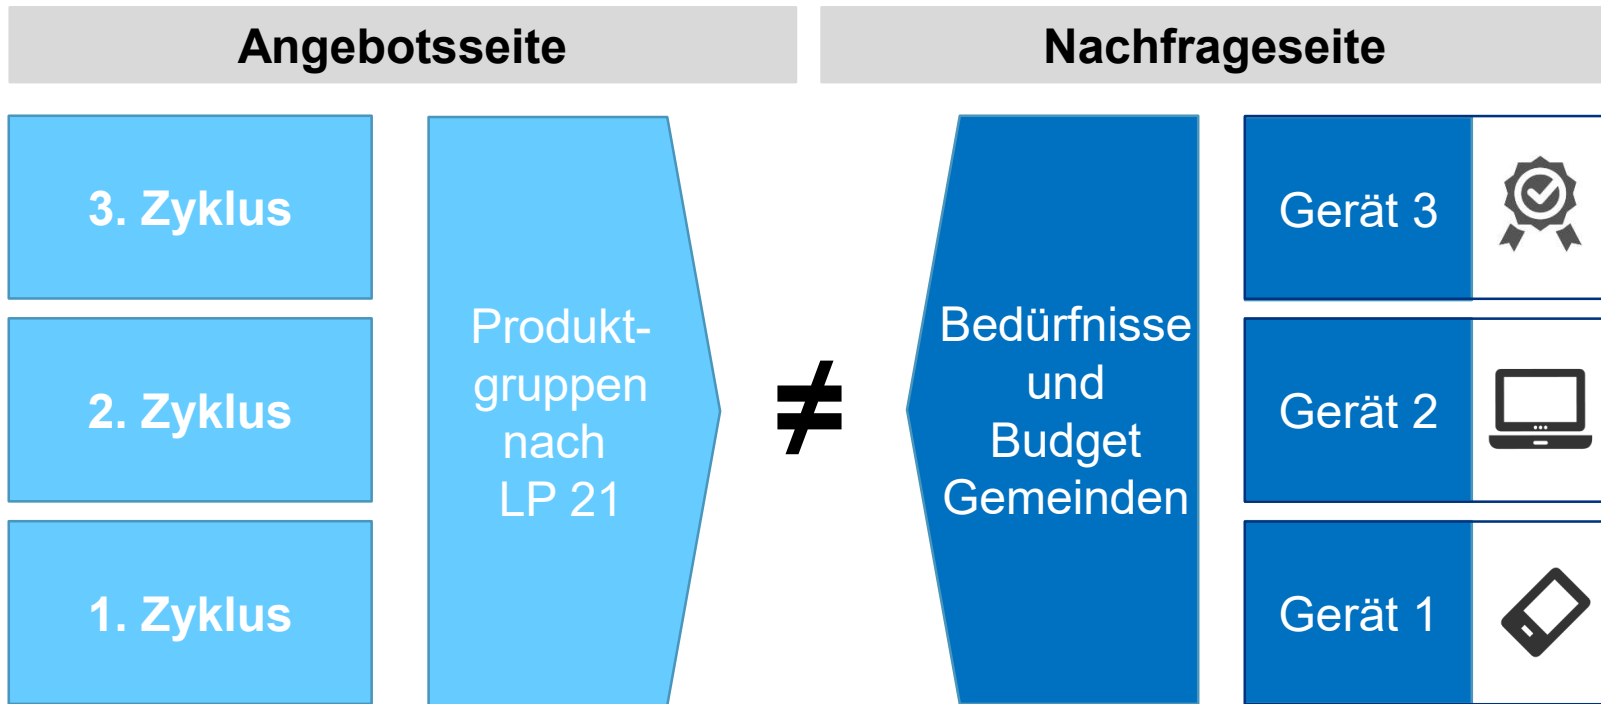 Angebotsseite
Nachfrageseite
3. Zyklus
2. Zyklus
1. Zyklus
Produkt-
gruppen
nach
LP 21
≠
Bedürfnisse
und
Budget
Gemeinden
Gerät 3
Gerät 2
Gerät 1